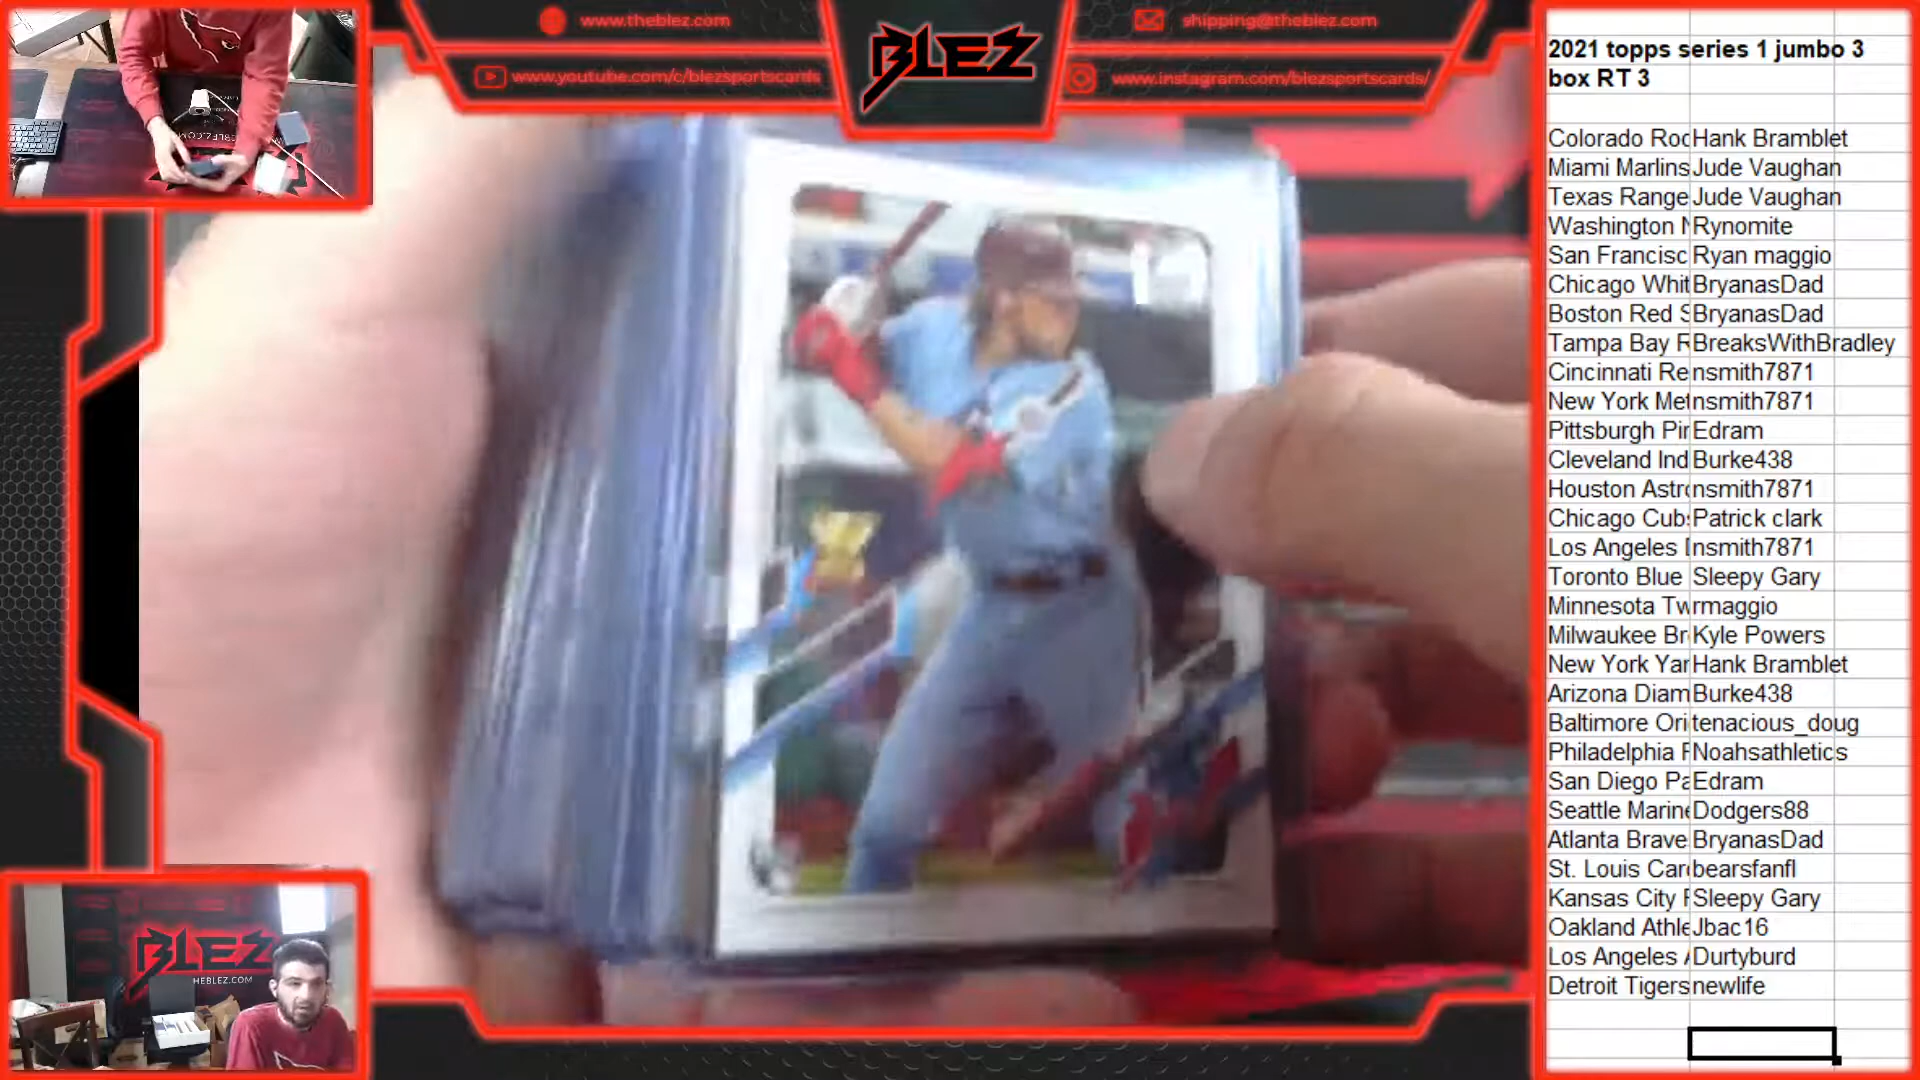 www.theblez.com
shipping@theblez.com
www.youtube.com/c/blezsportscards
www.instagram.com/blezsportscards/
BLEZ
2021 topps series 1 jumbo 3
box RT 3
Colorado Roc Hank Bramblet
Miami Marlins Jude Vaughan
Texas Range Jude Vaughan
Washington N Rynomite
San Francisc Ryan maggio
Chicago Whit BryanasDad
Boston Red S BryanasDad
Tampa Bay R BreaksWithBradley
Cincinnati Re nsmith7871
New York Met nsmith7871
Pittsburgh Pir Edram
Cleveland Ind Burke438
Houston Astro nsmith7871
Chicago Cubs Patrick clark
Los Angeles D nsmith7871
Toronto Blue Sleepy Gary
Minnesota Tw rmaggio
Milwaukee Br Kyle Powers
New York Yan Hank Bramblet
Arizona Diam Burke438
Baltimore Ori tenacious_doug
Philadelphia P Noahsathletics
San Diego Pa Edram
Seattle Marine Dodgers88
Atlanta Brave BryanasDad
St. Louis Car bearsfanfl
Kansas City R Sleepy Gary
Oakland Athle Jbac16
Los Angeles A Durtyburd
Detroit Tigers newlife
BLEZ
HEBLEZ.COM